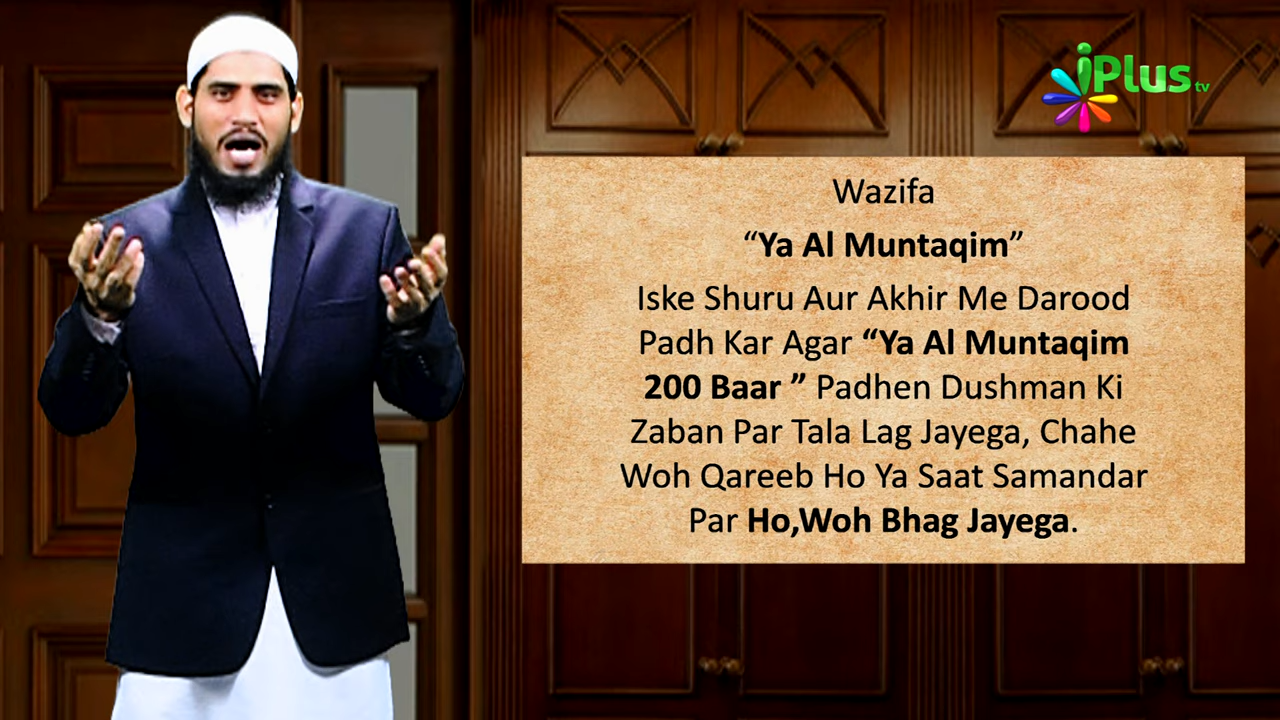 iPlus tv
Wazifa
“Ya Al Muntaqim”
Iske Shuru Aur Akhir Me Darood
Padh Kar Agar “Ya Al Muntaqim
200 Baar ” Padhen Dushman Ki
Zaban Par Tala Lag Jayega, Chahe
Woh Qareeb Ho Ya Saat Samandar
Par Ho,Woh Bhag Jayega.